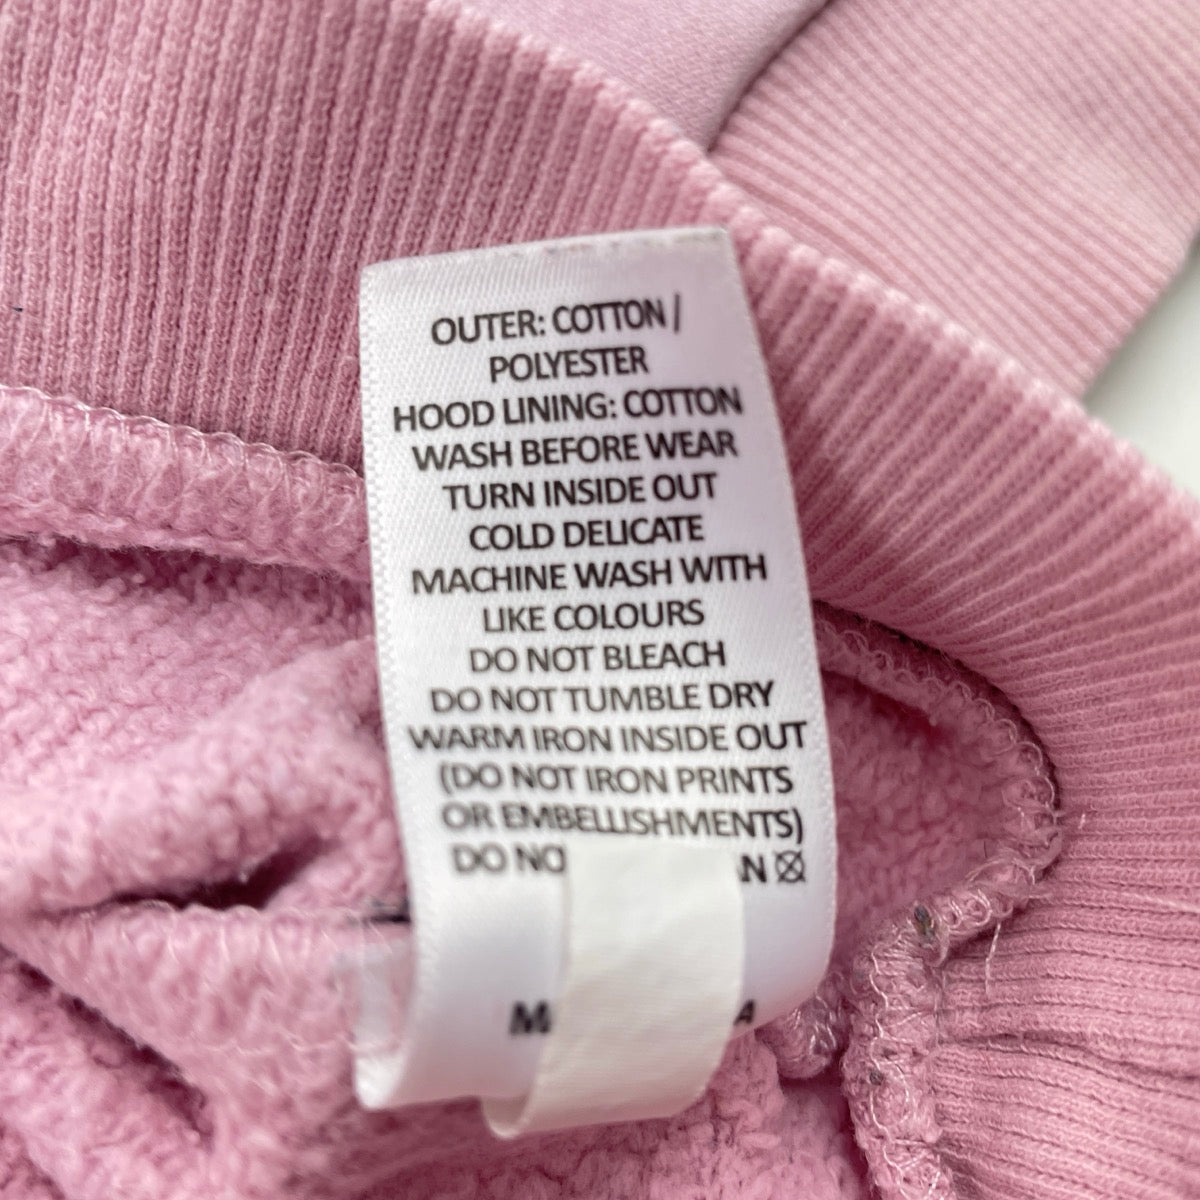 OUTER: COTTON /
POLYESTER
HOOD LINING: COTTON
WASH BEFORE WEAR
TURN INSIDE OUT
COLD DELICATE
MACHINE WASH WITH
LIKE COLOURS
DO NOT BLEACH
DO NOT TUMBLE DRY
WARM IRON INSIDE OUT
(DO NOT IRON PRINTS
OR EMBELLISHMENTS)
DO